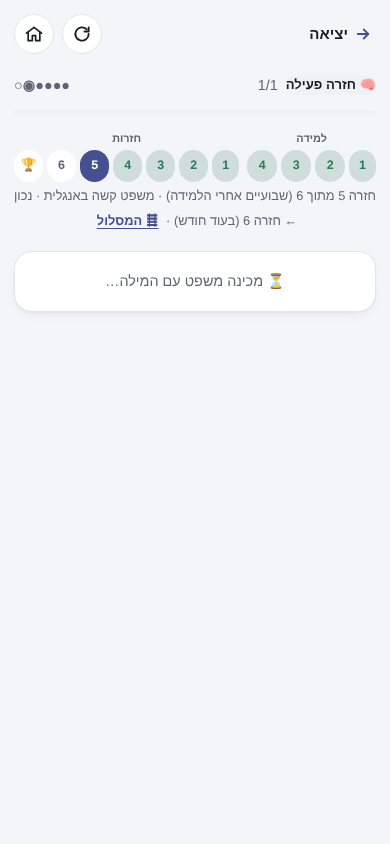 יציאה
🧠 חזרה פעילה 1/1 ●●●●◉○
למידה חזרות
1 2 3 4 1 2 3 4 5 6 🏆
חזרה 5 מתוך 6 (שבועיים אחרי הלמידה) · משפט קשה באנגלית · נכון
← חזרה 6 (בעוד חודש) · המסלול
⏳ מכינה משפט עם המילה…